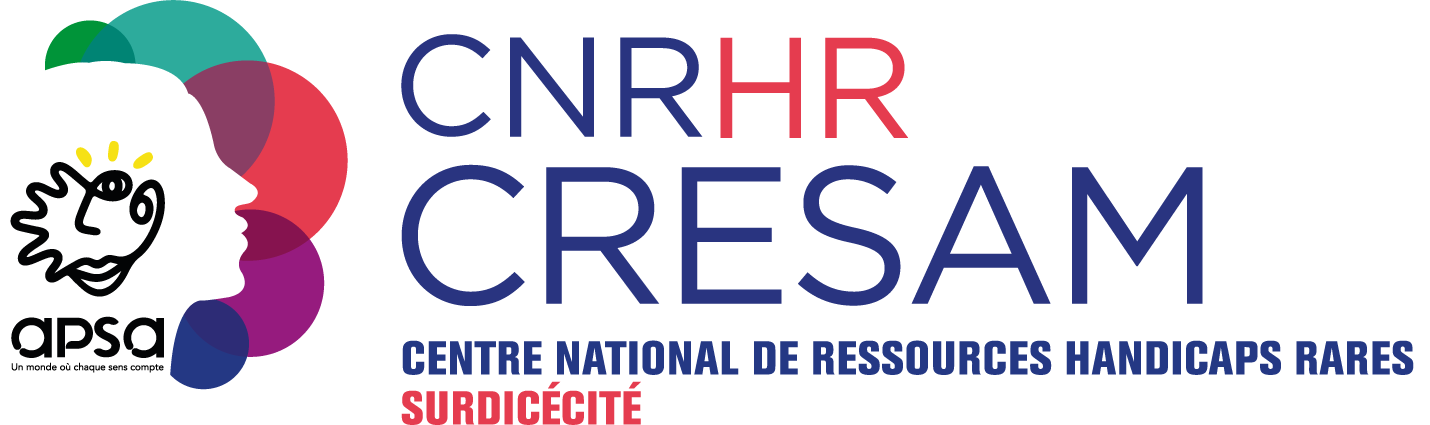 apsa
Un monde où chaque sens compte
CNRHR
CRESAM
CENTRE NATIONAL DE RESSOURCES HANDICAPS RARES
SURDICÉCITÉ